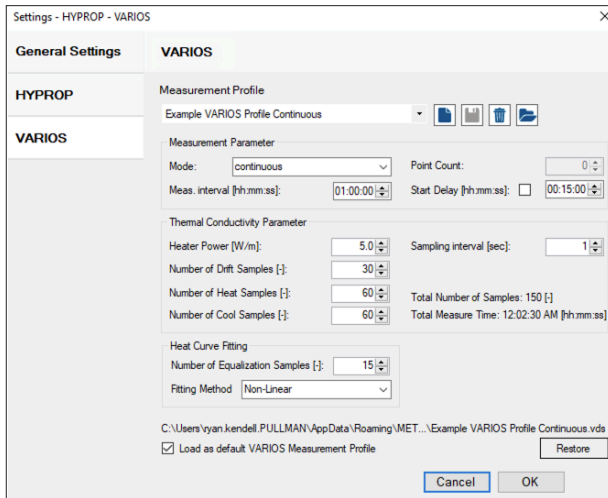 Settings - HYPROP - VARIOS
General Settings
HYPROP
VARIOS
VARIOS
Measurement Profile
Example VARIOS Profile Continuous
Measurement Parameter
Mode: continuous Point Count: 0
Meas. interval [hh:mm:ss]: 01:00:00 Start Delay [hh:mm:ss]: 00:15:00
Thermal Conductivity Parameter
Heater Power [W/m]: 5.0 Sampling interval [sec]: 1
Number of Drift Samples [-]: 30
Number of Heat Samples [-]: 60 Total Number of Samples: 150 [-]
Number of Cool Samples [-]: 60 Total Measure Time: 12:02:30 AM [hh:mm:ss]
Heat Curve Fitting
Number of Equalization Samples [-]: 15
Fitting Method Non-Linear
C:\Users\ryan.kendell.PULLMAN\AppData\Roaming\MET...\Example VARIOS Profile Continuous.vds
Load as default VARIOS Measurement Profile Restore
Cancel OK